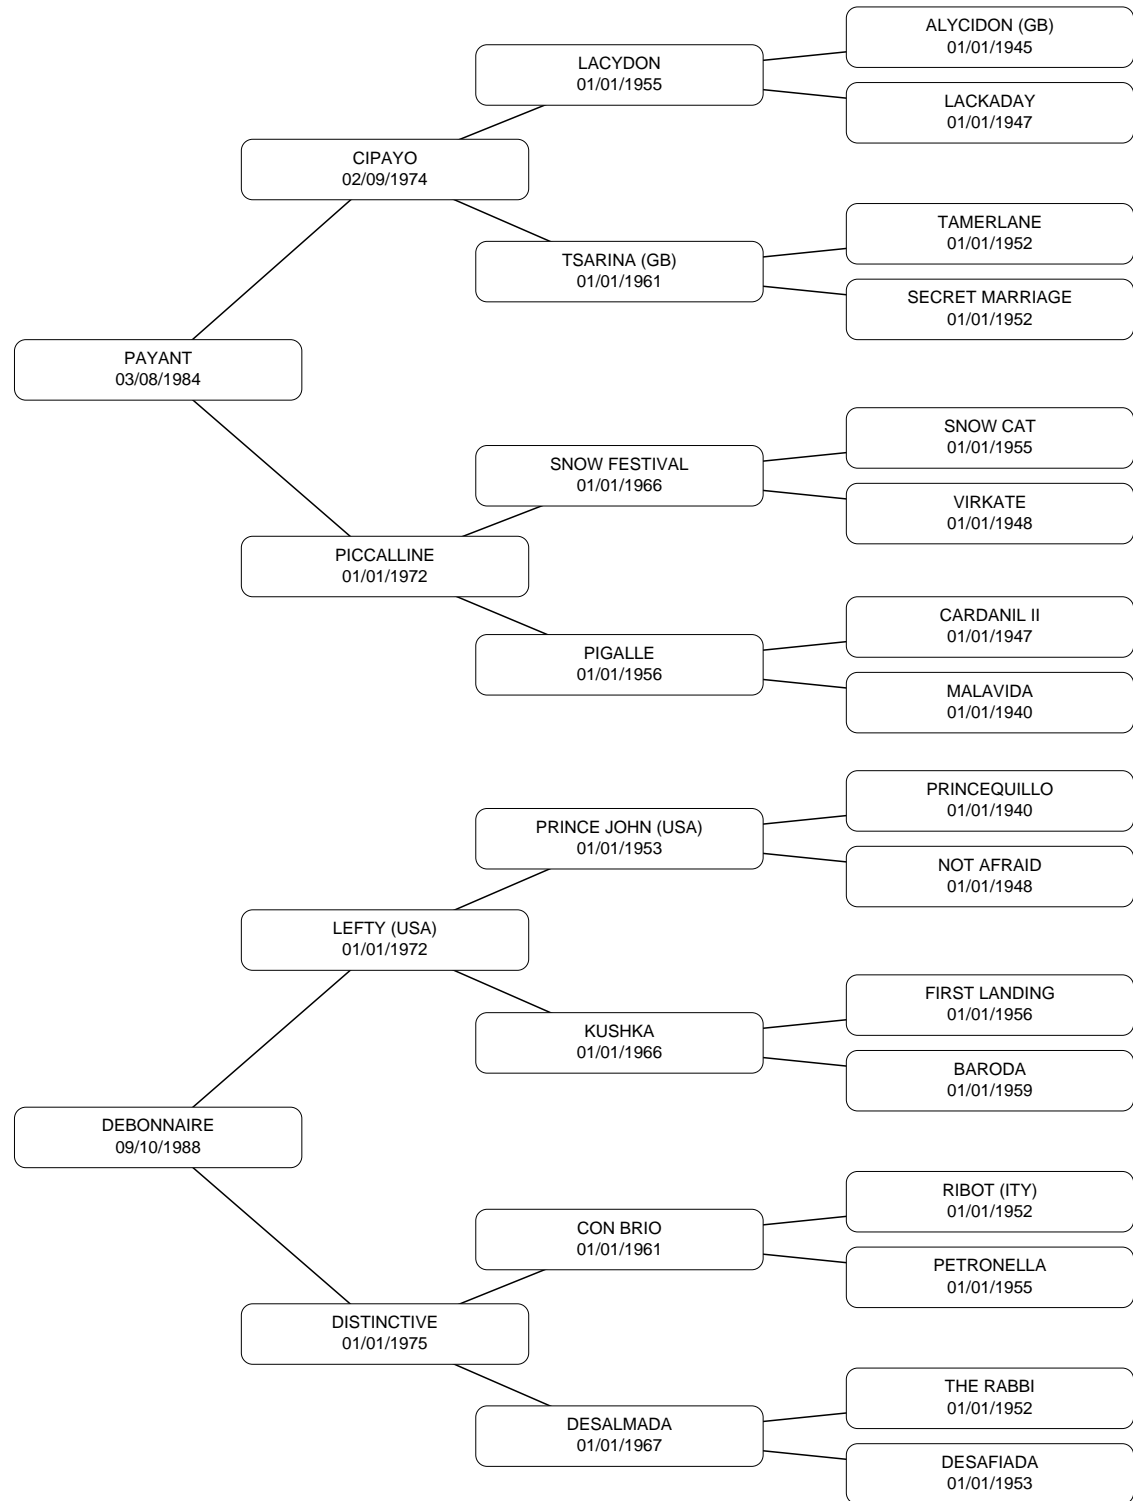 ALYCIDON (GB)
01/01/1945
LACYDON
01/01/1955
LACKADAY
01/01/1947
CIPAYO
02/09/1974
TAMERLANE
01/01/1952
TSARINA (GB)
01/01/1961
SECRET MARRIAGE
01/01/1952
PAYANT
03/08/1984
SNOW CAT
01/01/1955
SNOW FESTIVAL
01/01/1966
VIRKATE
01/01/1948
PICCALLINE
01/01/1972
CARDANIL II
01/01/1947
PIGALLE
01/01/1956
MALAVIDA
01/01/1940
PRINCEQUILLO
01/01/1940
PRINCE JOHN (USA)
01/01/1953
NOT AFRAID
01/01/1948
LEFTY (USA)
01/01/1972
FIRST LANDING
01/01/1956
KUSHKA
01/01/1966
BARODA
01/01/1959
DEBONNAIRE
09/10/1988
RIBOT (ITY)
01/01/1952
CON BRIO
01/01/1961
PETRONELLA
01/01/1955
DISTINCTIVE
01/01/1975
THE RABBI
01/01/1952
DESALMADA
01/01/1967
DESAFIADA
01/01/1953